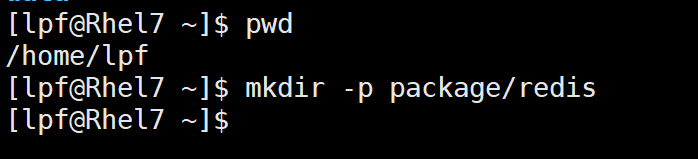 [lpf@Rhel7 ~]$ pwd
/home/lpf
[lpf@Rhel7 ~]$ mkdir -p package/redis
[lpf@Rhel7 ~]$